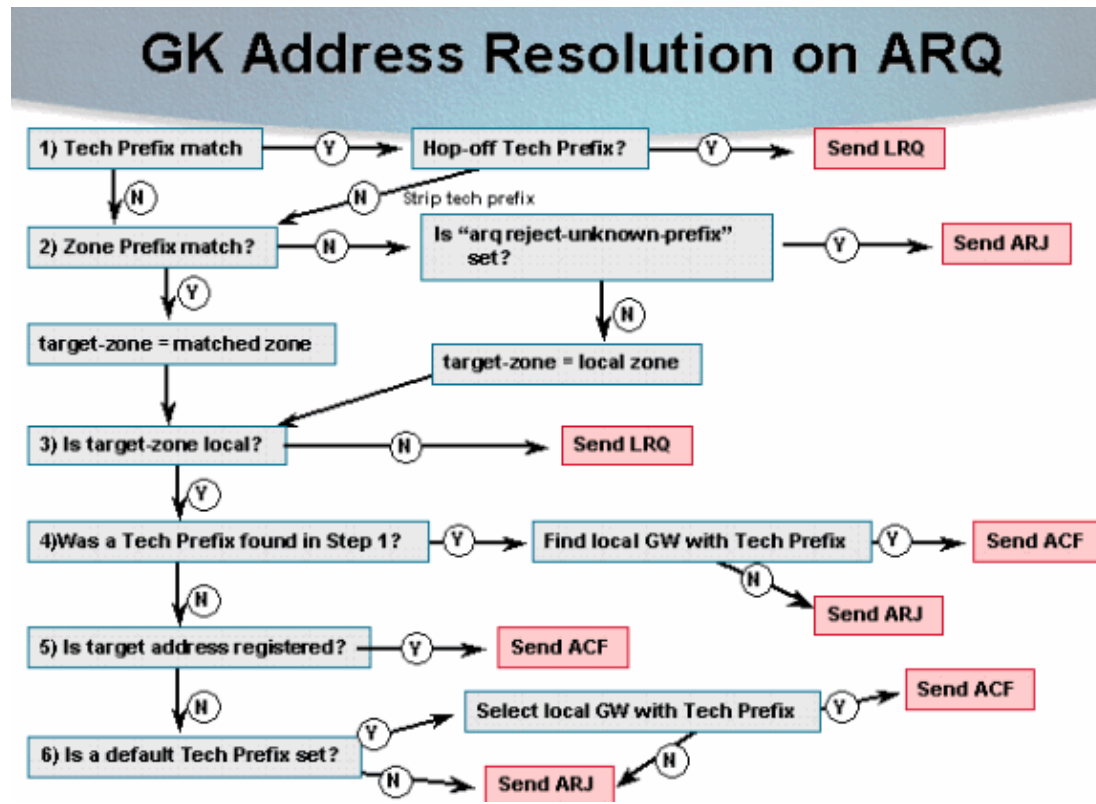 GK Address Resolution on ARQ
1) Tech Prefix match
Y
Hop-off Tech Prefix?
Y
Send LRQ
N
N
Strip tech prefix
2) Zone Prefix match?
N
Is “arq reject-unknown-prefix”
set?
Y
Send ARJ
Y
N
target-zone = matched zone
target-zone = local zone
3) Is target-zone local?
N
Send LRQ
Y
4)Was a Tech Prefix found in Step 1?
Y
Find local GW with Tech Prefix
Y
Send ACF
N
N
Send ARJ
5) Is target address registered?
Y
Send ACF
N
Send ACF
Select local GW with Tech Prefix
Y
Y
6) Is a default Tech Prefix set?
N
N
Send ARJ